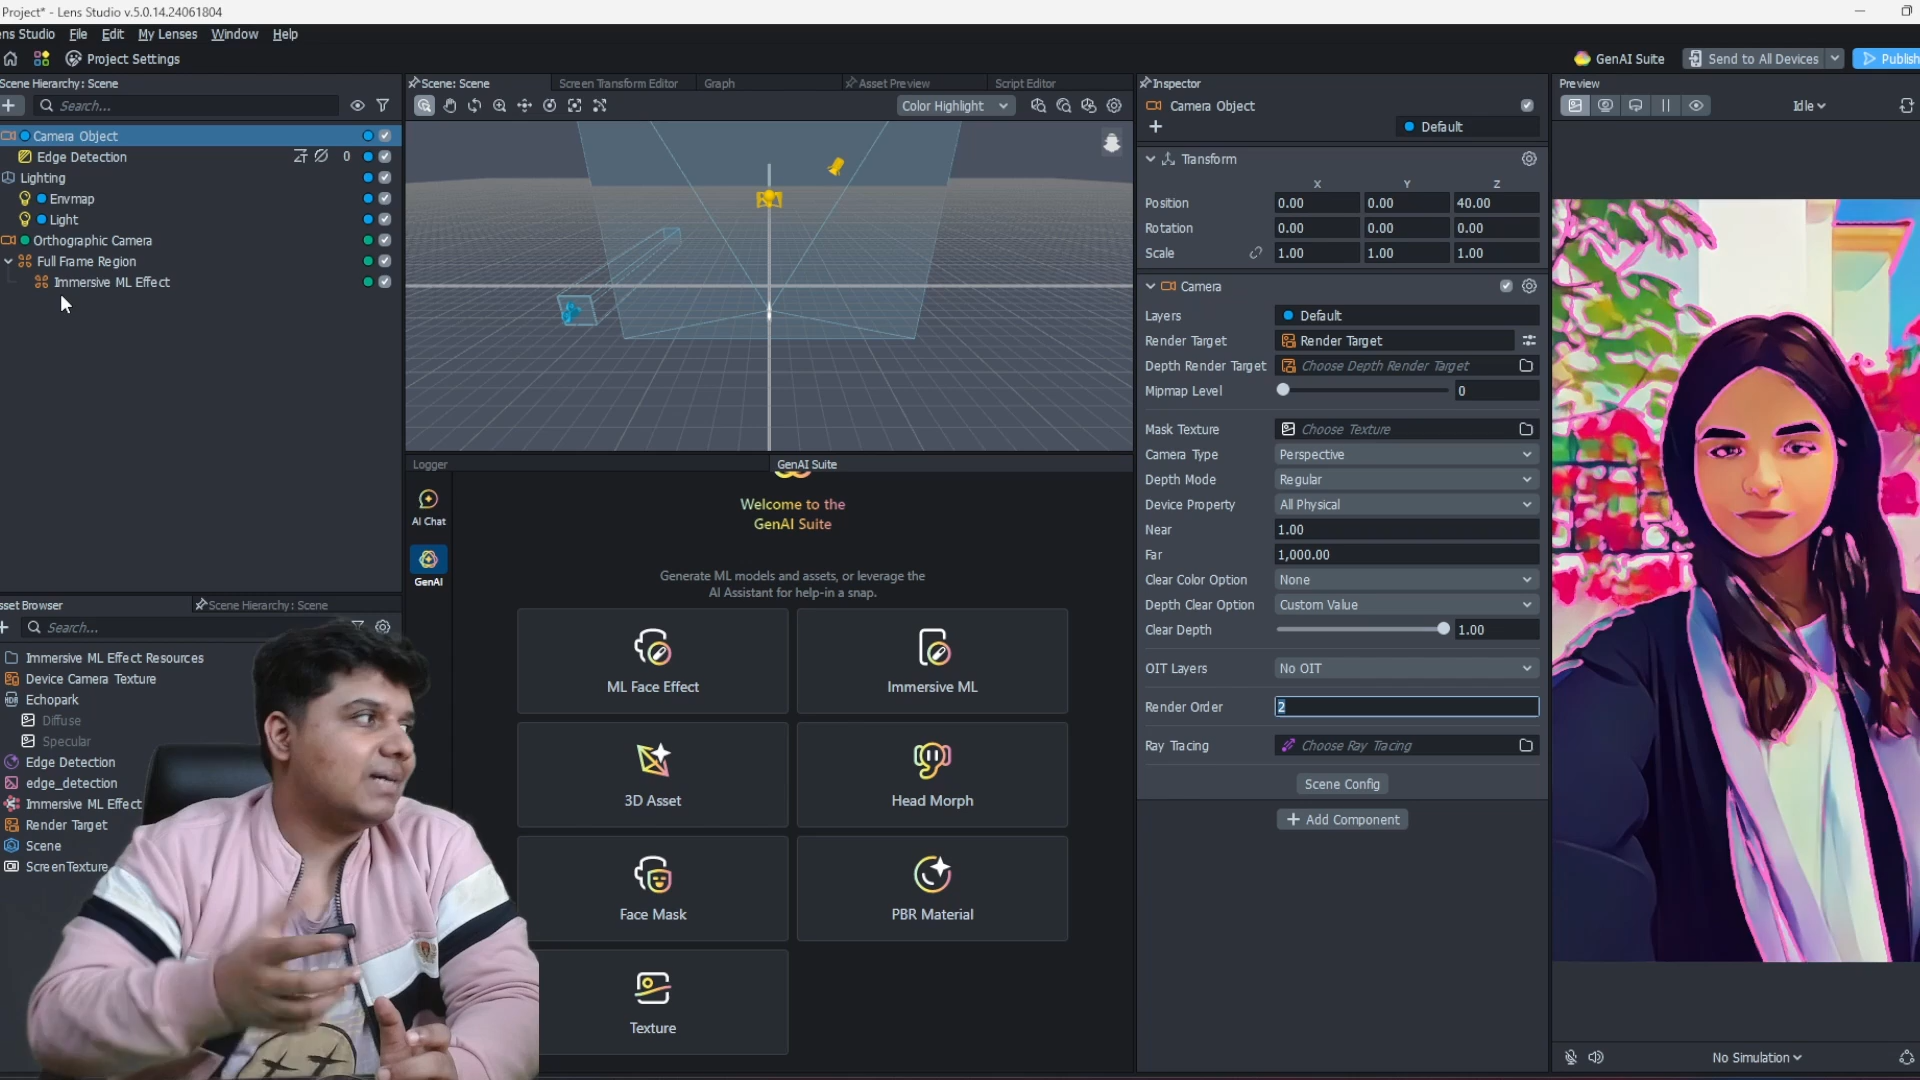 Project* - Lens Studio v.5.0.14.24061804
ens Studio File Edit My Lenses Window Help
Project Settings
GenAI Suite
Send to All Devices
Publish
Scene Hierarchy: Scene
Search...
Camera Object
Edge Detection 0
Lighting
Envmap
Light
Orthographic Camera
Full Frame Region
Immersive ML Effect
Scene: Scene
Screen Transform Editor
Graph
Asset Preview
Script Editor
Color Highlight
sset Browser
Scene Hierarchy: Scene
Search...
Immersive ML Effect Resources
Device Camera Texture
Echopark
HDR
Diffuse
Specular
Edge Detection
edge_detection
Immersive ML Effect
Render Target
Scene
ScreenTexture
Logger
GenAI Suite
AI Chat
GenAI
Welcome to the
GenAI Suite
Generate ML models and assets, or leverage the
AI Assistant for help-in a snap.
ML Face Effect
Immersive ML
3D Asset
Head Morph
Face Mask
PBR Material
Texture
Inspector
Camera Object
Default
Transform
X Y Z
Position 0.00 0.00 40.00
Rotation 0.00 0.00 0.00
Scale 1.00 1.00 1.00
Camera
Layers Default
Render Target Render Target
Depth Render Target Choose Depth Render Target
Mipmap Level 0
Mask Texture Choose Texture
Camera Type Perspective
Depth Mode Regular
Device Property All Physical
Near 1.00
Far 1,000.00
Clear Color Option None
Depth Clear Option Custom Value
Clear Depth 1.00
OIT Layers No OIT
Render Order 2
Ray Tracing Choose Ray Tracing
Scene Config
Add Component
Preview
Idle
No Simulation